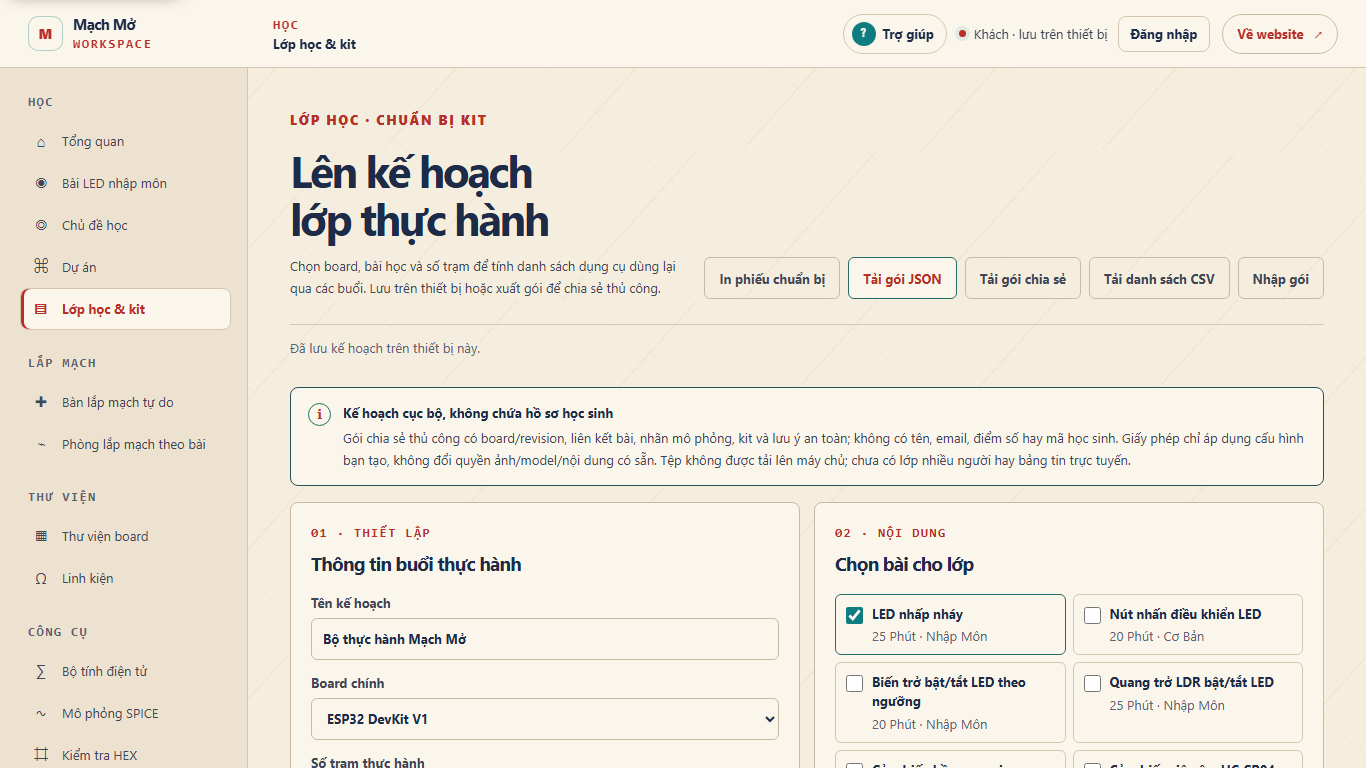 M
Mạch Mở
WORKSPACE
HỌC
Lớp học & kit
? Trợ giúp
Khách · lưu trên thiết bị
Đăng nhập
Về website ↗
HỌC
Tổng quan
Bài LED nhập môn
Chủ đề học
Dự án
Lớp học & kit
LẮP MẠCH
Bàn lắp mạch tự do
Phòng lắp mạch theo bài
THƯ VIỆN
Thư viện board
Linh kiện
CÔNG CỤ
Bộ tính điện tử
Mô phỏng SPICE
Kiểm tra HEX
LỚP HỌC · CHUẨN BỊ KIT
Lên kế hoạch
lớp thực hành
Chọn board, bài học và số trạm để tính danh sách dụng cụ dùng lại
qua các buổi. Lưu trên thiết bị hoặc xuất gói để chia sẻ thủ công.
In phiếu chuẩn bị
Tải gói JSON
Tải gói chia sẻ
Tải danh sách CSV
Nhập gói
Đã lưu kế hoạch trên thiết bị này.
i
Kế hoạch cục bộ, không chứa hồ sơ học sinh
Gói chia sẻ thủ công có board/revision, liên kết bài, nhãn mô phỏng, kit và lưu ý an toàn; không có tên, email, điểm số hay mã học sinh. Giấy phép chỉ áp dụng cấu hình
bạn tạo, không đổi quyền ảnh/model/nội dung có sẵn. Tệp không được tải lên máy chủ; chưa có lớp nhiều người hay bảng tin trực tuyến.
01 · THIẾT LẬP
Thông tin buổi thực hành
Tên kế hoạch
Bộ thực hành Mạch Mở
Board chính
ESP32 DevKit V1
Số trạm thực hành
02 · NỘI DUNG
Chọn bài cho lớp
LED nhấp nháy
25 Phút · Nhập Môn
Nút nhấn điều khiển LED
20 Phút · Cơ Bản
Biến trở bật/tắt LED theo
ngưỡng
20 Phút · Nhập Môn
Quang trở LDR bật/tắt LED
25 Phút · Nhập Môn